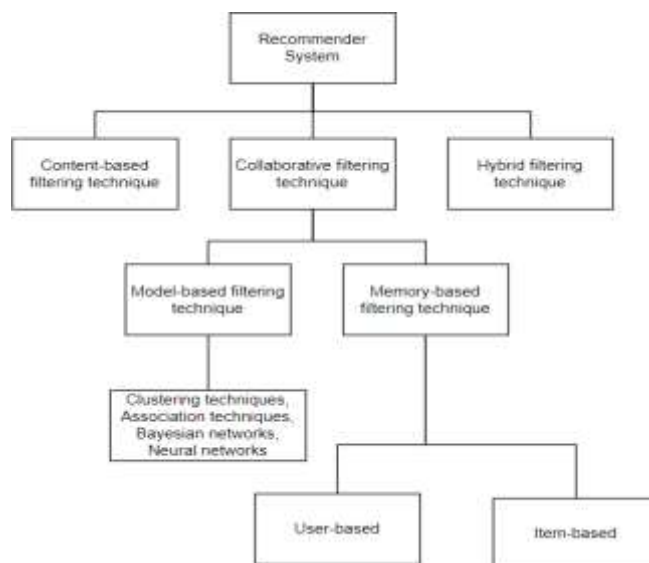 Recommender
System
Content-based
filtering technique
Collaborative filtering
technique
Hybrid filtering
technique
Model-based filtering
technique
Memory-based
filtering technique
Clustering techniques,
Association techniques,
Bayesian networks,
Neural networks
User-based
Item-based